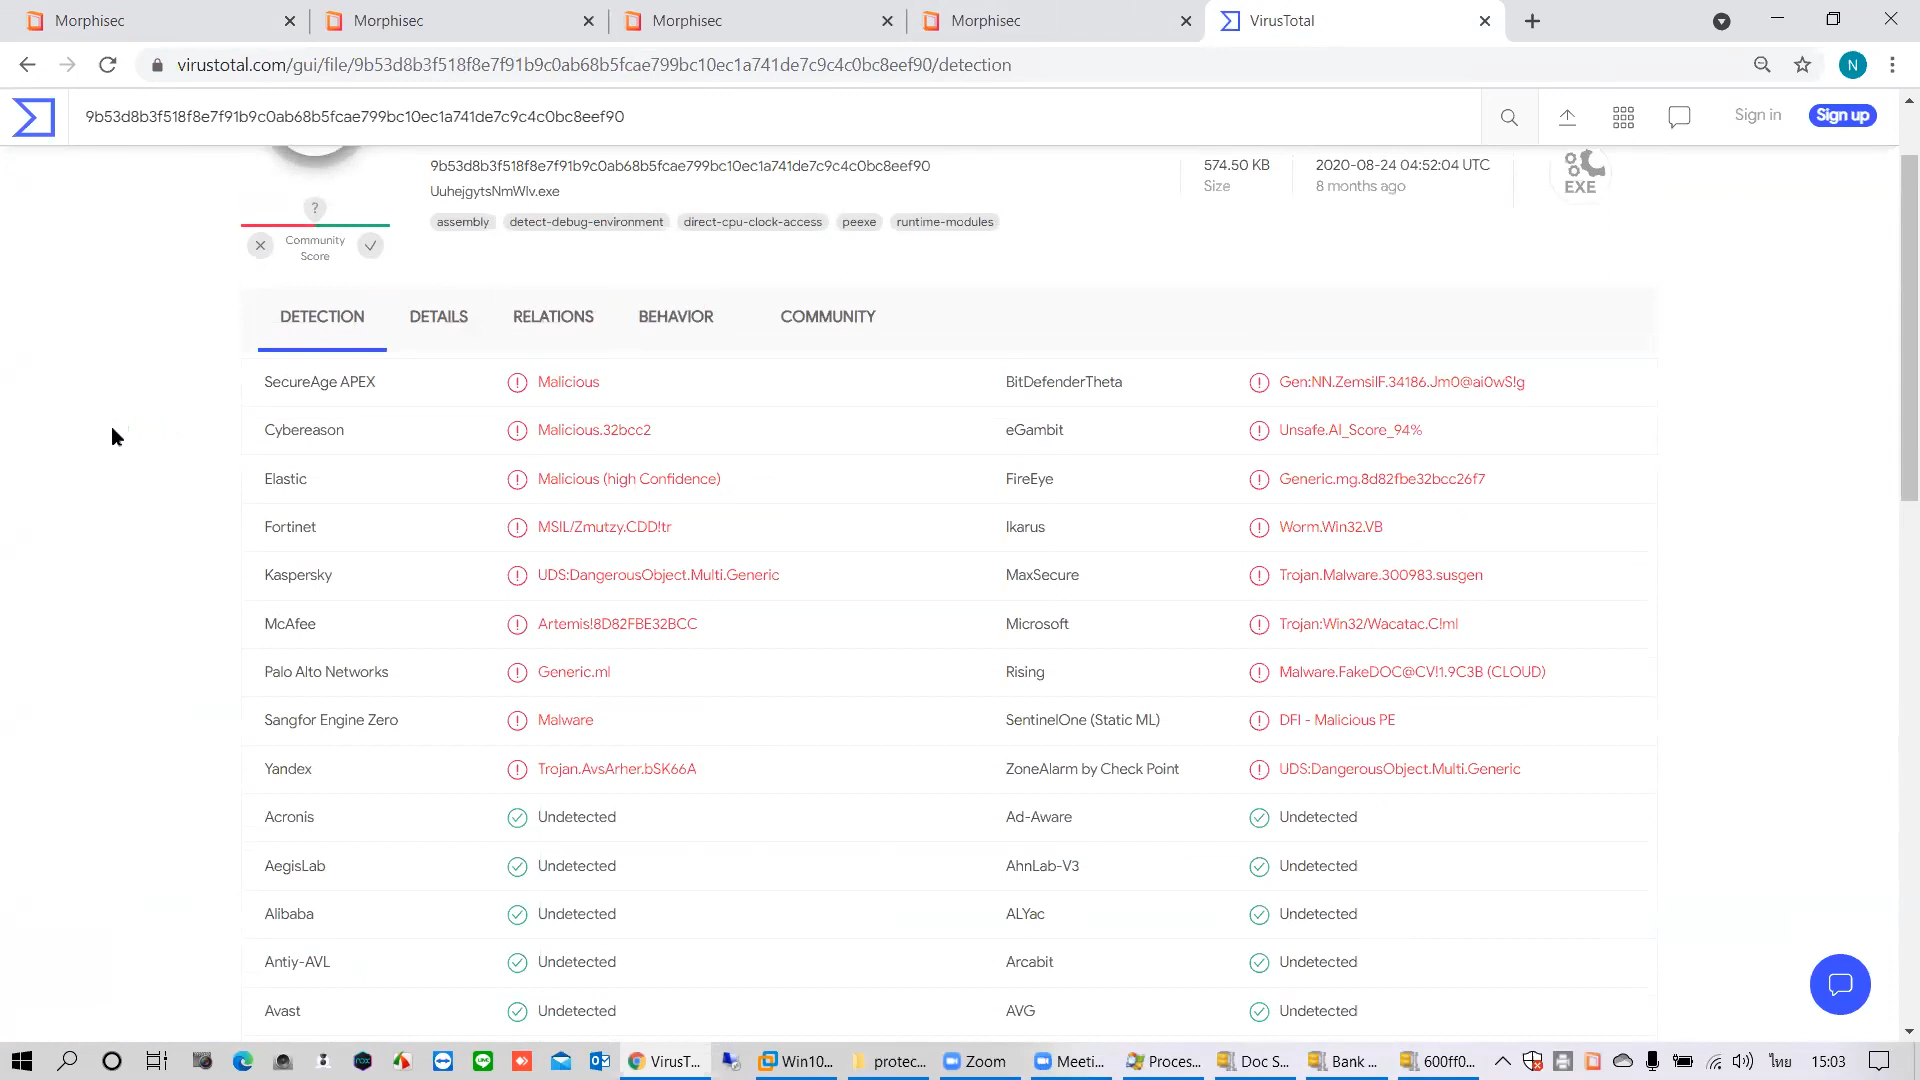 Morphisec
Morphisec
Morphisec
Morphisec
VirusTotal
virustotal.com/gui/file/9b53d8b3f518f8e7f91b9c0ab68b5fcae799bc10ec1a741de7c9c4c0bc8eef90/detection
N
9b53d8b3f518f8e7f91b9c0ab68b5fcae799bc10ec1a741de7c9c4c0bc8eef90
Sign in
Sign up
?
Community
Score
9b53d8b3f518f8e7f91b9c0ab68b5fcae799bc10ec1a741de7c9c4c0bc8eef90
UuhejgytsNmWlv.exe
assembly detect-debug-environment direct-cpu-clock-access peexe runtime-modules
574.50 KB
Size
2020-08-24 04:52:04 UTC
8 months ago
EXE
DETECTION DETAILS RELATIONS BEHAVIOR COMMUNITY
SecureAge APEX Malicious BitDefenderTheta Gen:NN.ZemsilF.34186.Jm0@ai0wS!g
Cybereason Malicious.32bcc2 eGambit Unsafe.AI_Score_94%
Elastic Malicious (high Confidence) FireEye Generic.mg.8d82fbe32bcc26f7
Fortinet MSIL/Zmutzy.CDD!tr Ikarus Worm.Win32.VB
Kaspersky UDS:DangerousObject.Multi.Generic MaxSecure Trojan.Malware.300983.susgen
McAfee Artemis!8D82FBE32BCC Microsoft Trojan:Win32/Wacatac.C!ml
Palo Alto Networks Generic.ml Rising Malware.FakeDOC@CV!1.9C3B (CLOUD)
Sangfor Engine Zero Malware SentinelOne (Static ML) DFI - Malicious PE
Yandex Trojan.AvsArher.bSK66A ZoneAlarm by Check Point UDS:DangerousObject.Multi.Generic
Acronis Undetected Ad-Aware Undetected
AegisLab Undetected AhnLab-V3 Undetected
Alibaba Undetected ALYac Undetected
Antiy-AVL Undetected Arcabit Undetected
Avast Undetected AVG Undetected
VirusT... Win10... protec... Zoom Meeti... Proces... Doc S... Bank ... 600ff0... ไทย 15:03